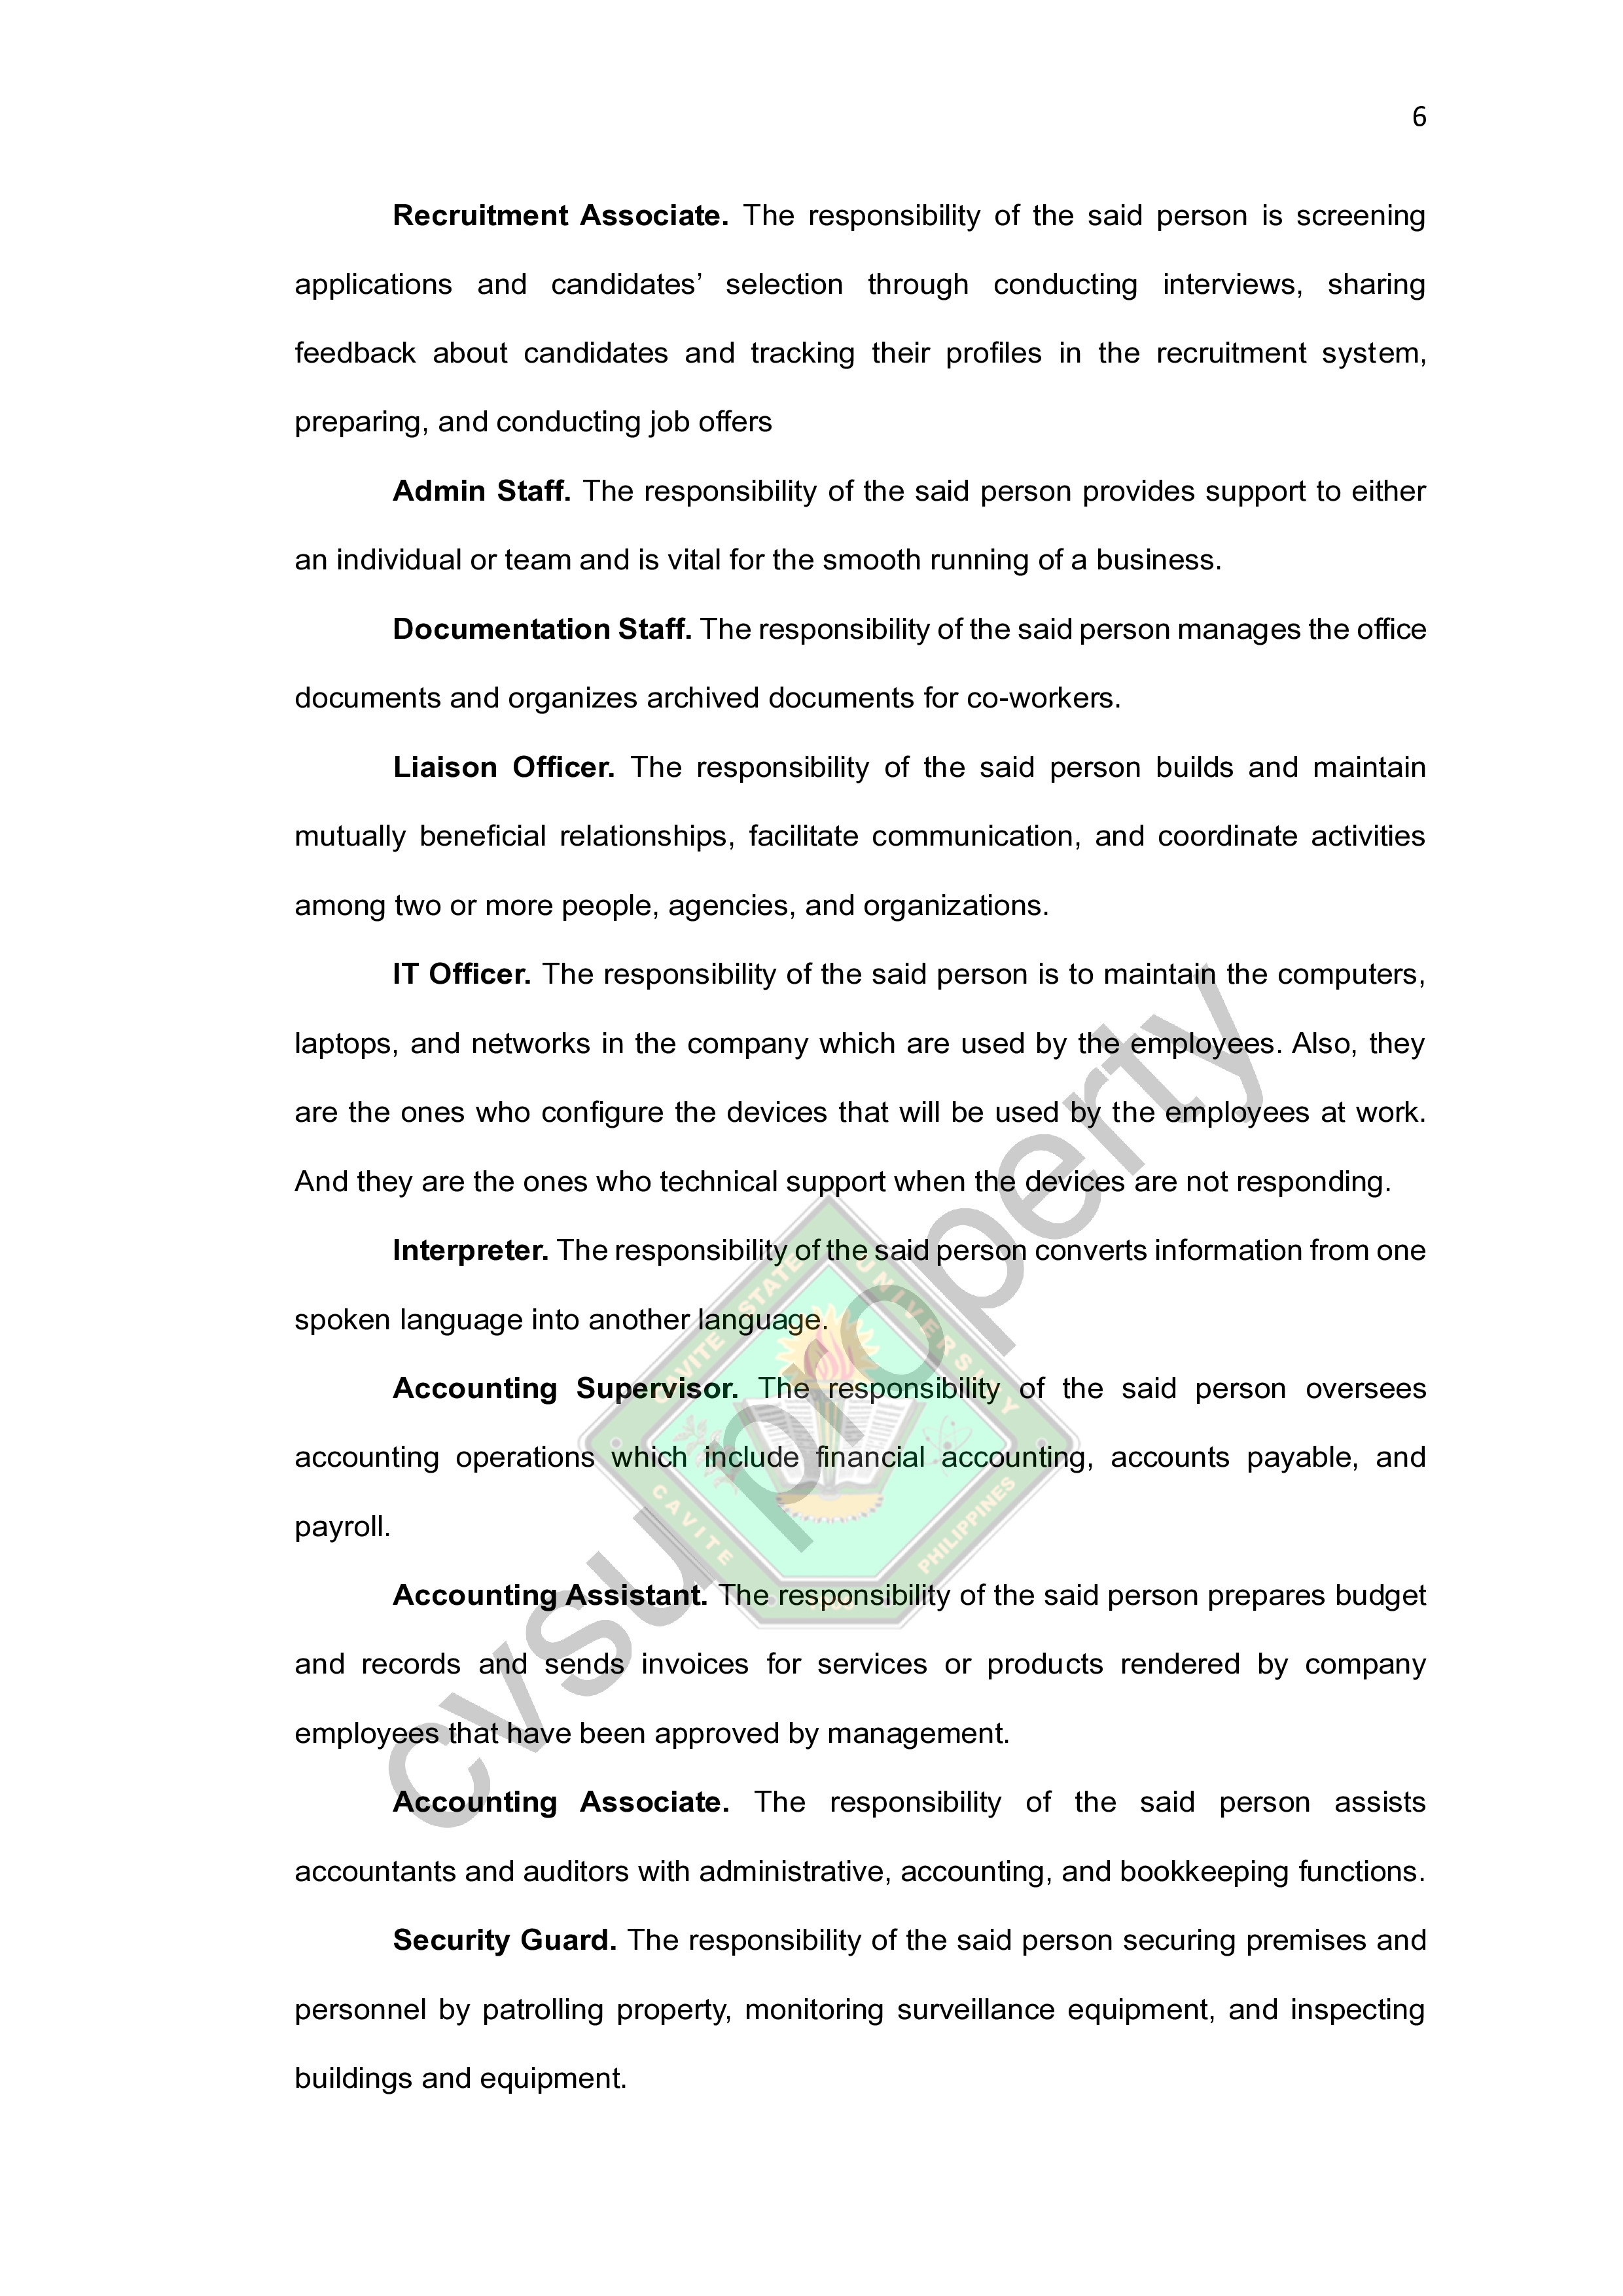 6
Recruitment Associate. The responsibility of the said person is screening
applications and candidates’ selection through conducting interviews, sharing
feedback about candidates and tracking their profiles in the recruitment system,
preparing, and conducting job offers
Admin Staff. The responsibility of the said person provides support to either
an individual or team and is vital for the smooth running of a business.
Documentation Staff. The responsibility of the said person manages the office
documents and organizes archived documents for co-workers.
Liaison Officer. The responsibility of the said person builds and maintain
mutually beneficial relationships, facilitate communication, and coordinate activities
among two or more people, agencies, and organizations.
IT Officer. The responsibility of the said person is to maintain the computers,
laptops, and networks in the company which are used by the employees. Also, they
are the ones who configure the devices that will be used by the employees at work.
And they are the ones who technical support when the devices are not responding.
Interpreter. The responsibility of the said person converts information from one
spoken language into another language.
Accounting Supervisor. The responsibility of the said person oversees
accounting operations which include financial accounting, accounts payable, and
payroll.
Accounting Assistant. The responsibility of the said person prepares budget
and records and sends invoices for services or products rendered by company
employees that have been approved by management.
Accounting Associate. The responsibility of the said person assists
accountants and auditors with administrative, accounting, and bookkeeping functions.
Security Guard. The responsibility of the said person securing premises and
personnel by patrolling property, monitoring surveillance equipment, and inspecting
buildings and equipment.
cvsu property
CAVITE STATE UNIVERSITY
CAVITE
PHILIPPINES